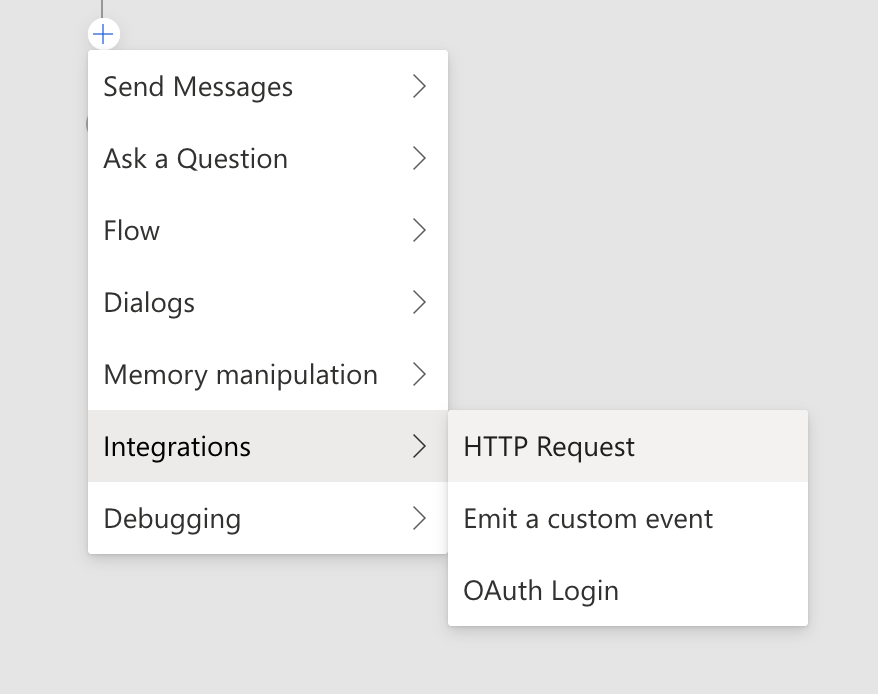 Send Messages
Ask a Question
Flow
Dialogs
Memory manipulation
Integrations
Debugging
HTTP Request
Emit a custom event
OAuth Login